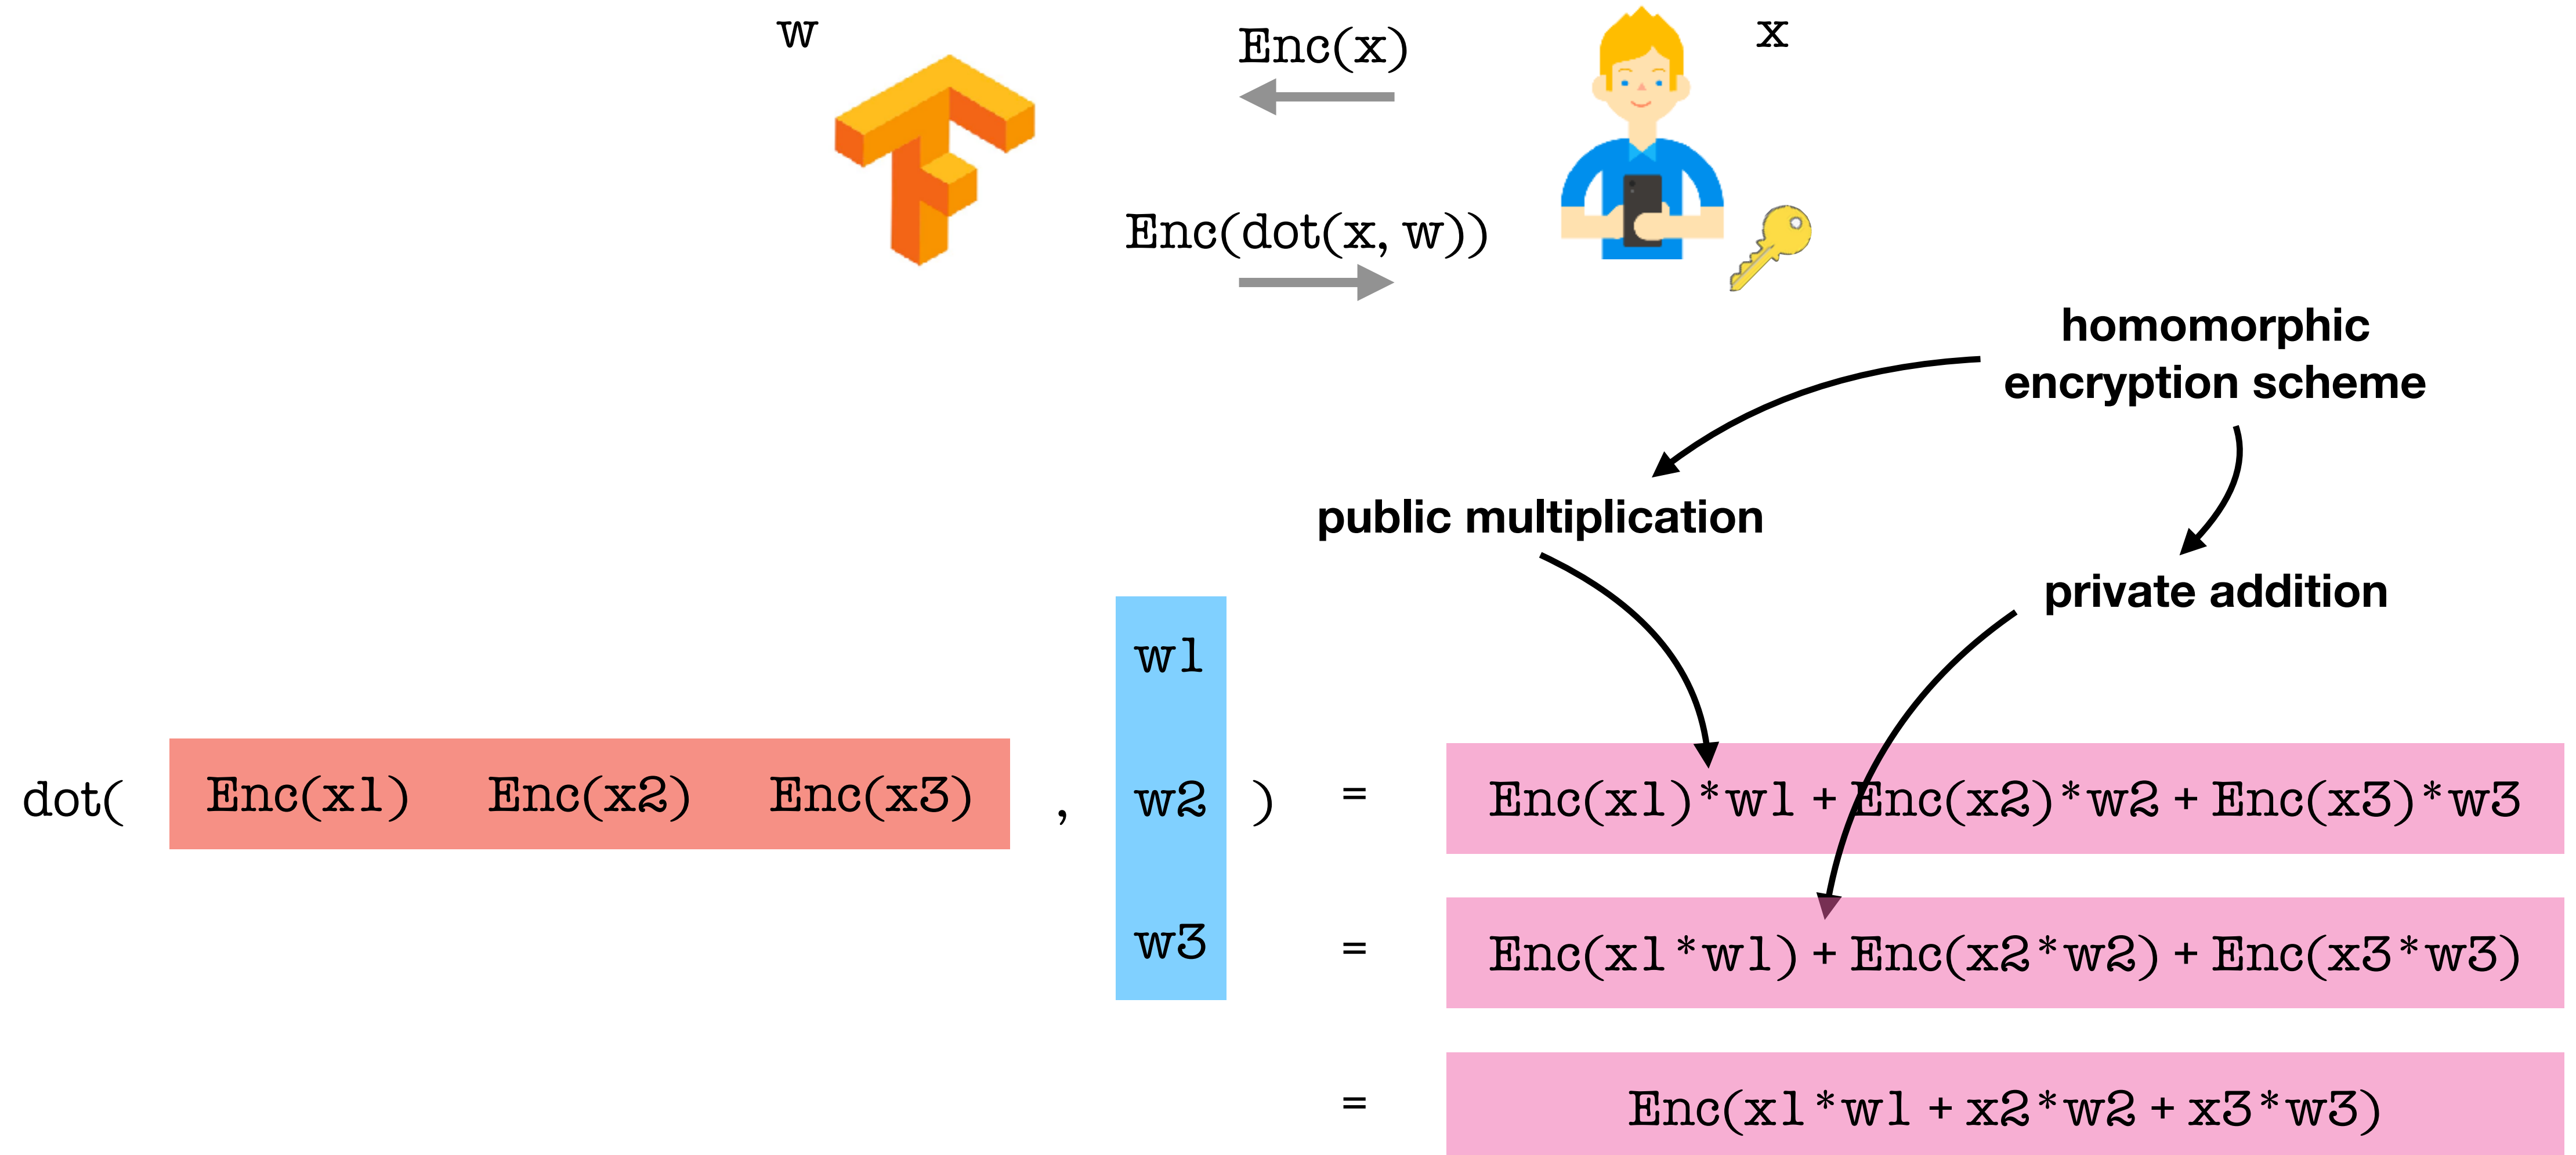 w
Enc(x)
x
Enc(dot(x, w))
homomorphic
encryption scheme
public multiplication
private addition
w1
dot( Enc(x1) Enc(x2) Enc(x3) , w2 ) = Enc(x1)*w1 + Enc(x2)*w2 + Enc(x3)*w3
w3 = Enc(x1*w1) + Enc(x2*w2) + Enc(x3*w3)
= Enc(x1*w1 + x2*w2 + x3*w3)